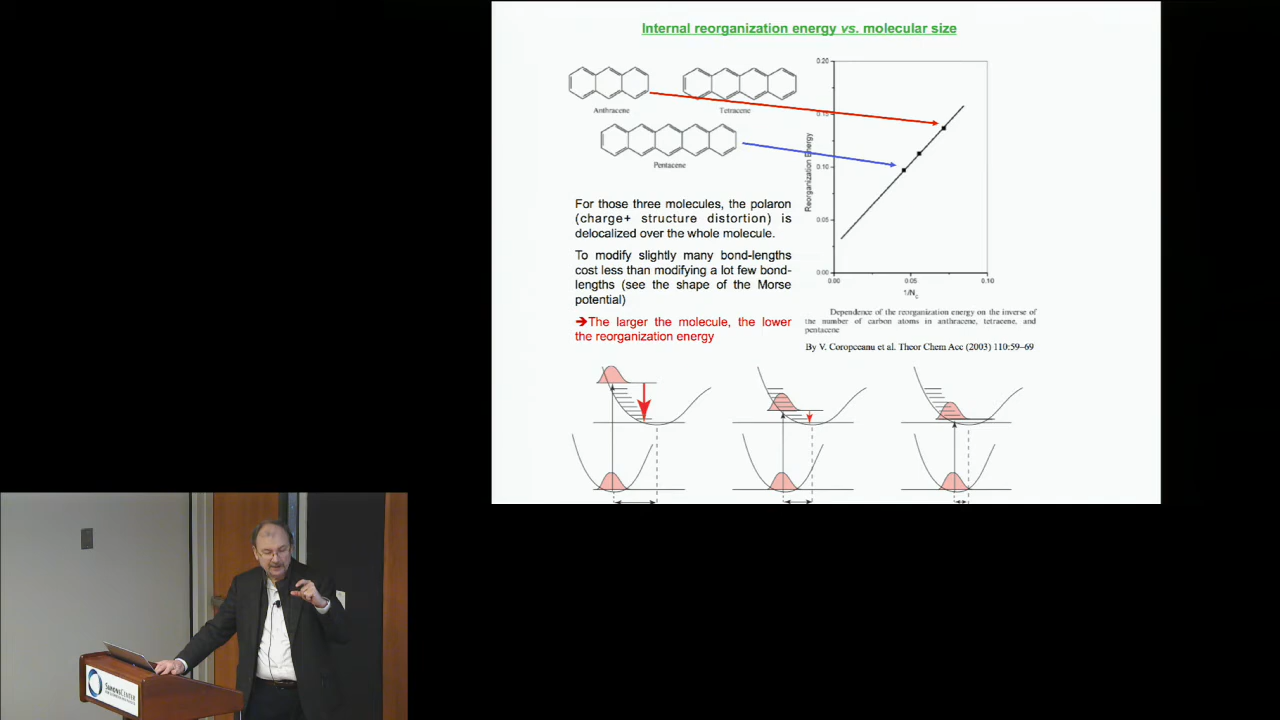 Internal reorganization energy vs. molecular size
Anthracene
Tetracene
Pentacene
For those three molecules, the polaron
(charge+ structure distortion) is
delocalized over the whole molecule.
To modify slightly many bond-lengths
cost less than modifying a lot few bond-
lengths (see the shape of the Morse
potential)
➔The larger the molecule, the lower
the reorganization energy
Reorganization Energy
0.20
0.15
0.10
0.05
0.00
0.00 0.05 0.10
1/Nc
Dependence of the reorganization energy on the inverse of
the number of carbon atoms in anthracene, tetracene, and
pentacene
By V. Coropceanu et al. Theor Chem Acc (2003) 110:59–69
SIMONS CENTER